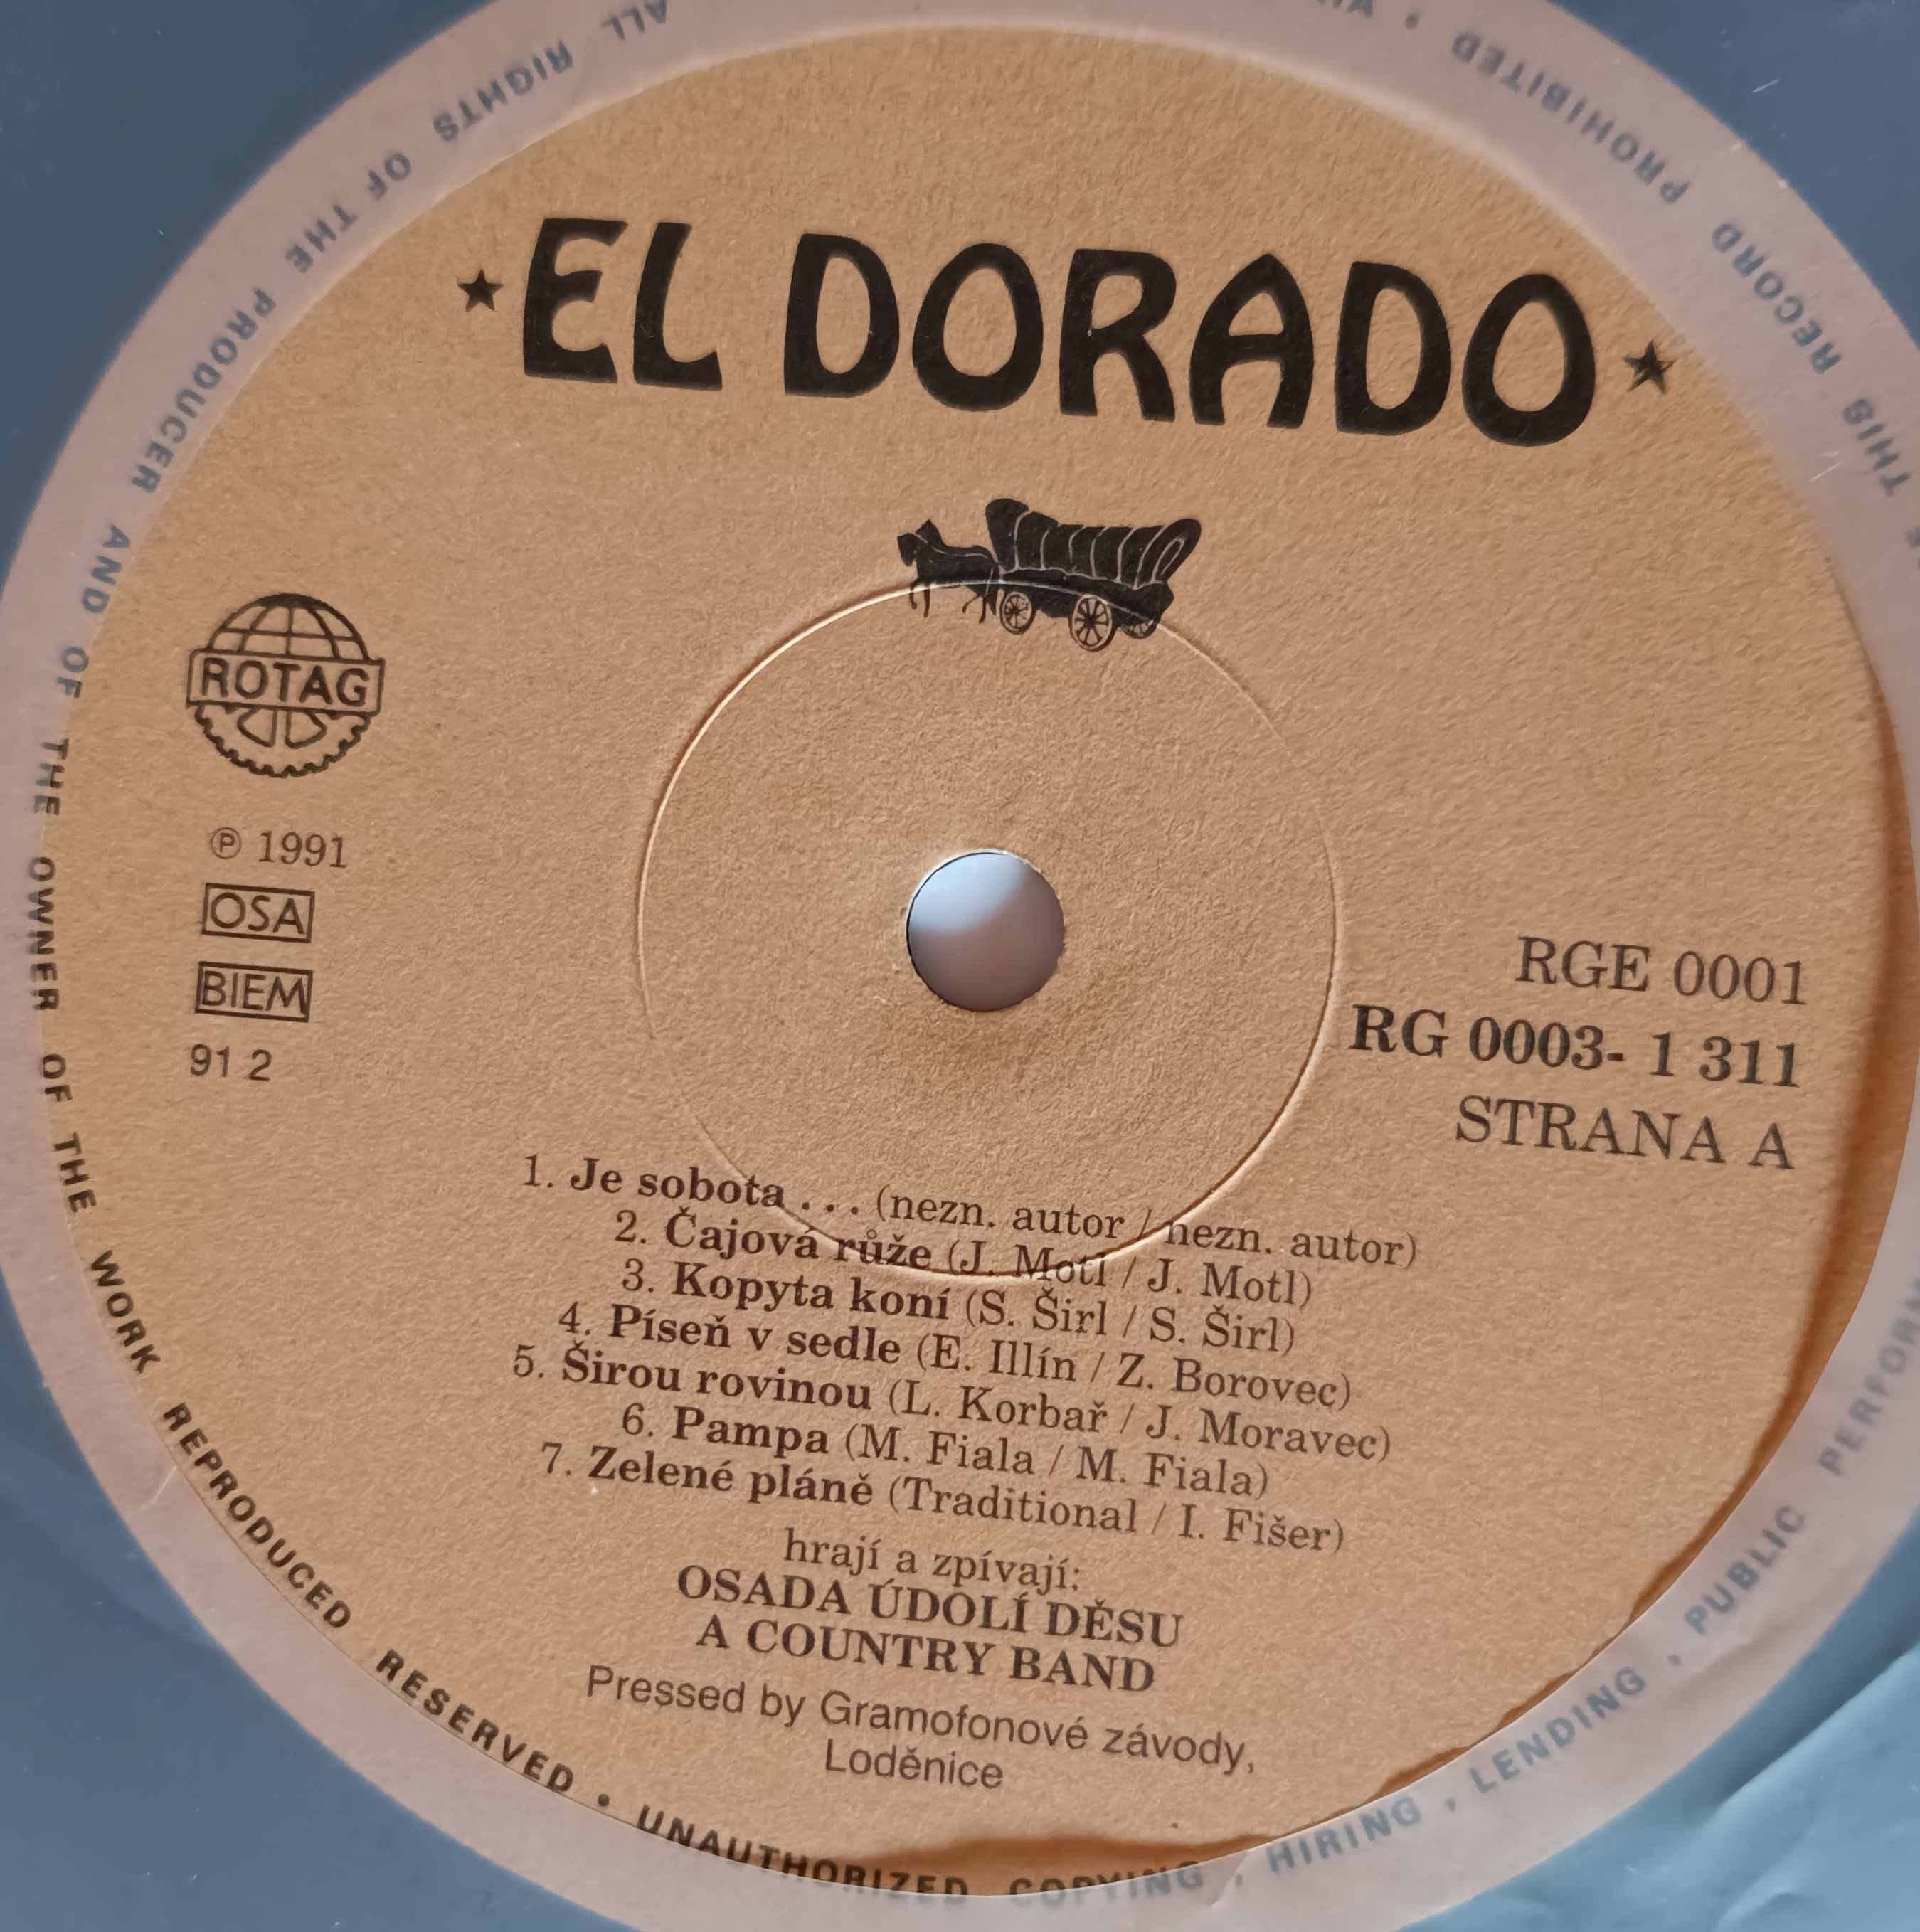 ALL RIGHTS OF THE PRODUCER AND OF THE OWNER OF THE WORK REPRODUCED RESERVED • UNAUTHORIZED COPYING, HIRING, LENDING, PUBLIC
THIS RECORD PROHIBITED •
★ EL DORADO ★
ROTAG
℗ 1991
OSA
BIEM
91 2
RGE 0001
RG 0003- 1 311
STRANA A
1. Je sobota . . . (nezn. autor / nezn. autor)
2. Čajová růže (J. Motl / J. Motl)
3. Kopyta koní (S. Širl / S. Širl)
4. Píseň v sedle (E. Illín / Z. Borovec)
5. Širou rovinou (L. Korbař / J. Moravec)
6. Pampa (M. Fiala / M. Fiala)
7. Zelené pláně (Traditional / I. Fišer)
hrají a zpívají:
OSADA ÚDOLÍ DĚSU
A COUNTRY BAND
Pressed by Gramofonové závody,
Loděnice